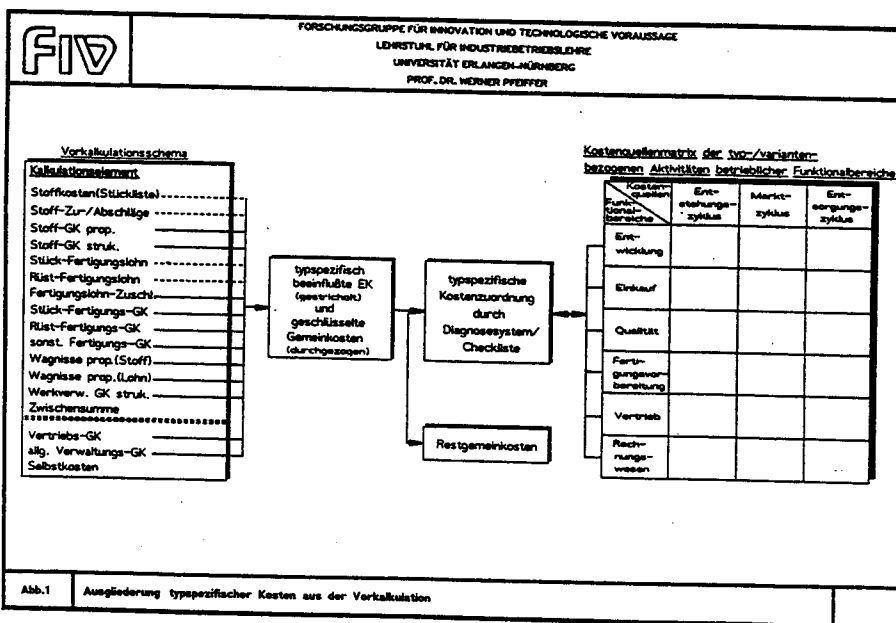 FIV
FORSCHUNGSGRUPPE FÜR INNOVATION UND TECHNOLOGISCHE VORAUSSAGE
LEHRSTUHL FÜR INDUSTRIEBETRIEBSLEHRE
UNIVERSITÄT ERLANGEN-NÜRNBERG
PROF. DR. WERNER PFEIFFER
Vorkalkulationsschema
Kalkulationselement
Stoffkosten(Stückliste)
Stoff-Zu-/Abschläge
Stoff-GK prop.
Stoff-GK struk.
Stück-Fertigungslohn
Rüst-Fertigungslohn
Fertigungslohn-Zuschl.
Stück-Fertigungs-GK
Rüst-Fertigungs-GK
sonst. Fertigungs-GK
Wagnisse prop.(Stoff)
Wagnisse prop.(Lohn)
Werkverw. GK struk.
Zwischensumme
Vertriebs-GK
allg. Verwaltungs-GK
Selbstkosten
typspezifisch
beeinflußte EK
(gestrichelt)
und
geschlüsselte
Gemeinkosten
(durchgezogen)
typspezifische
Kostenzuordnung
durch
Diagnosesystem/
Checkliste
Restgemeinkosten
Kostenquellenmatrix der typ-/varianten-
bezogenen Aktivitäten betrieblicher Funktionalbereiche
Kosten-
quellen
Funk-
tional-
bereiche
Ent-
stehungs-
zyklus
Markt-
zyklus
Ent-
sorgungs-
zyklus
Ent-
wicklung
Einkauf
Qualität
Ferti-
gungsvor-
bereitung
Vertrieb
Rech-
nungs-
wesen
Abb.1
Ausgliederung typspezifischer Kosten aus der Vorkalkulation